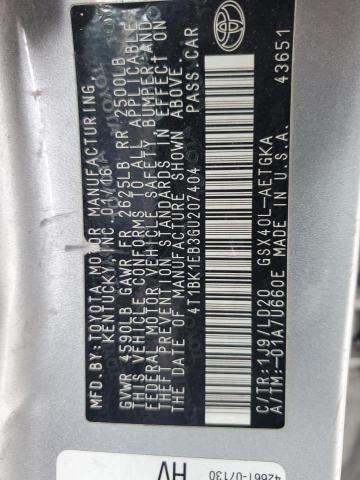 MFD.BY: TOYOTA MOTOR MANUFACTURING,
KENTUCKY,INC. 01/16
GVWR 4590LB GAWR FR 2625LB RR 2500LB
THIS VEHICLE CONFORMS TO ALL APPLICABLE
FEDERAL MOTOR VEHICLE SAFETY, BUMPER, AND
THEFT PREVENTION STANDARDS IN EFFECT ON
THE DATE OF MANUFACTURE SHOWN ABOVE.
4T1BK1EB3GU207404 PASS.CAR
C/TR: 1J9/LD20 GSX40L-AETGKA
A/TM: -01A/U660E MADE IN U.S.A.
43651
42661-07130
HV